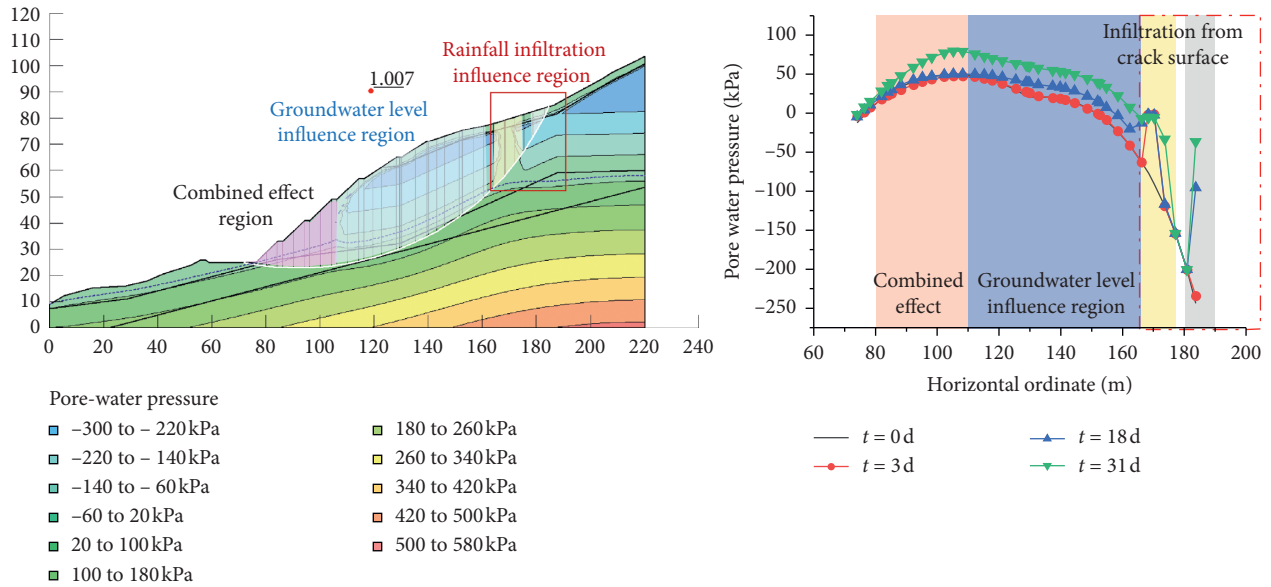 120
110
100
90
80
70
60
50
40
30
20
10
0
0
20
40
60
80
100
120
140
160
180
200
220
240
1.007
Rainfall infiltration
influence region
Groundwater level
influence region
Combined effect
region
Pore-water pressure
–300 to – 220 kPa
–220 to – 140 kPa
–140 to – 60 kPa
–60 to 20 kPa
20 to 100 kPa
100 to 180 kPa
180 to 260 kPa
260 to 340 kPa
340 to 420 kPa
420 to 500 kPa
500 to 580 kPa
Pore water pressure (kPa)
100
50
0
–50
–100
–150
–200
–250
60
80
100
120
140
160
180
200
Horizontal ordinate (m)
Infiltration from
crack surface
Combined
effect
Groundwater level
influence region
t = 0 d
t = 3 d
t = 18 d
t = 31 d